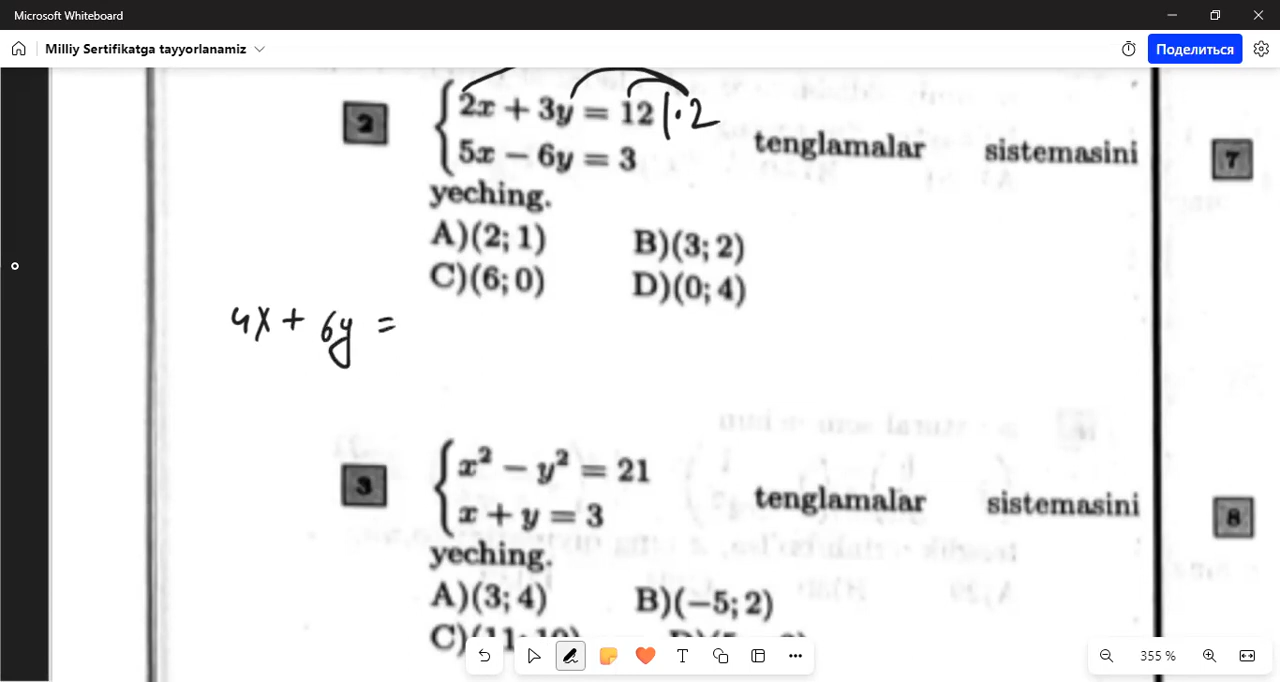 Microsoft Whiteboard
Milliy Sertifikatga tayyorlanamiz
Поделиться
2
2x + 3y = 12 | · 2
5x − 6y = 3
tenglamalar sistemasini
yeching.
A)(2; 1) B)(3; 2)
C)(6; 0) D)(0; 4)
7
4x + 6y =
3
x² − y² = 21
x + y = 3
tenglamalar sistemasini
yeching.
A)(3; 4) B)(−5; 2)
8
355 %